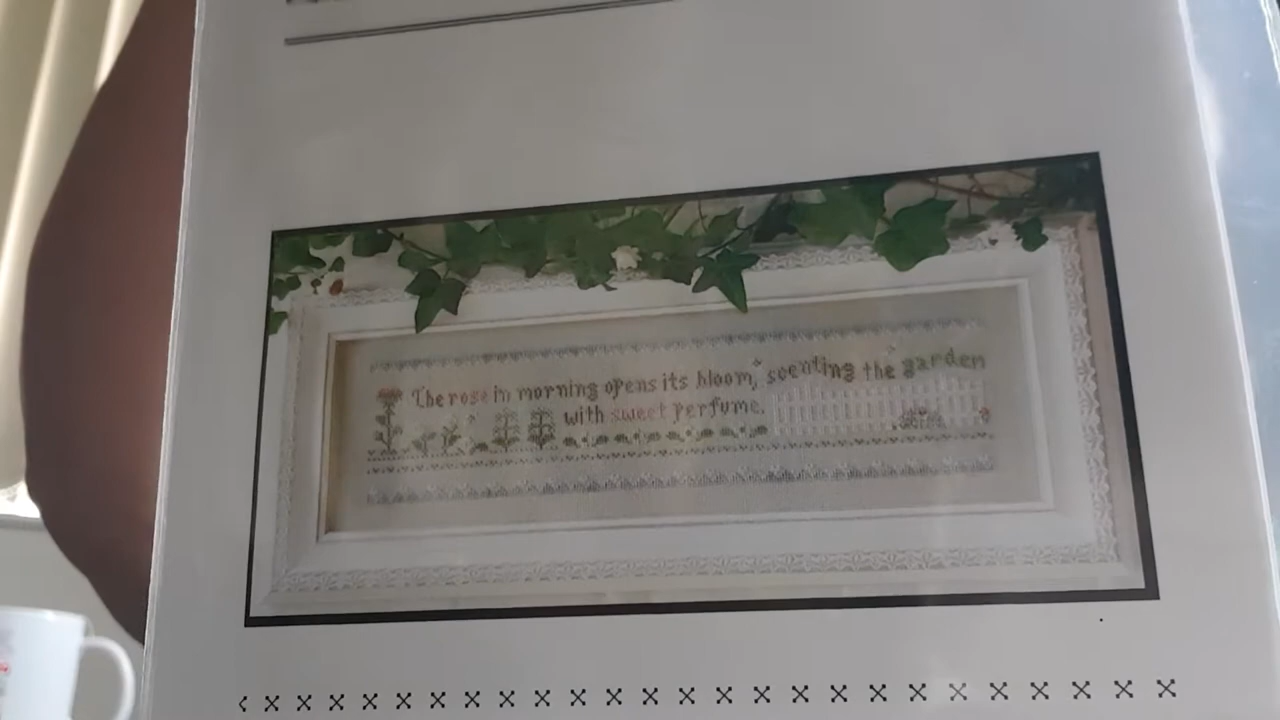 The rose in morning opens its bloom, scenting the garden
with sweet perfume.